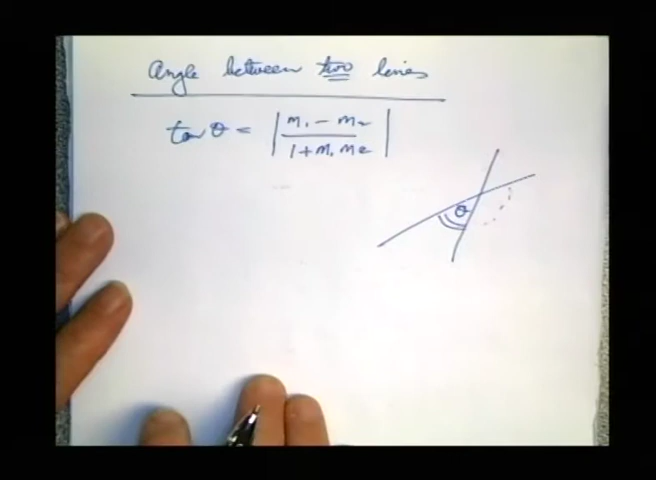 Angle between two lines
tan θ = | m₁ - m₂ / 1 + m₁ m₂ |
θ